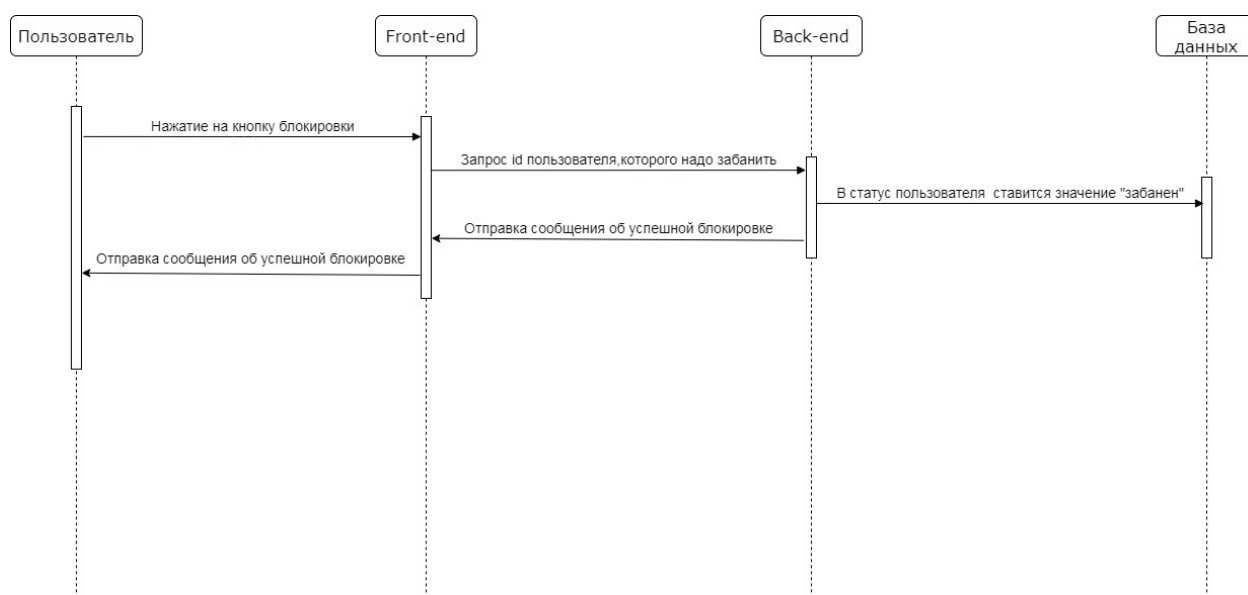 Пользователь
Front-end
Back-end
База
данных
Нажатие на кнопку блокировки
Запрос id пользователя,которого надо забанить
В статус пользователя ставится значение "забанен"
Отправка сообщения об успешной блокировке
Отправка сообщения об успешной блокировке